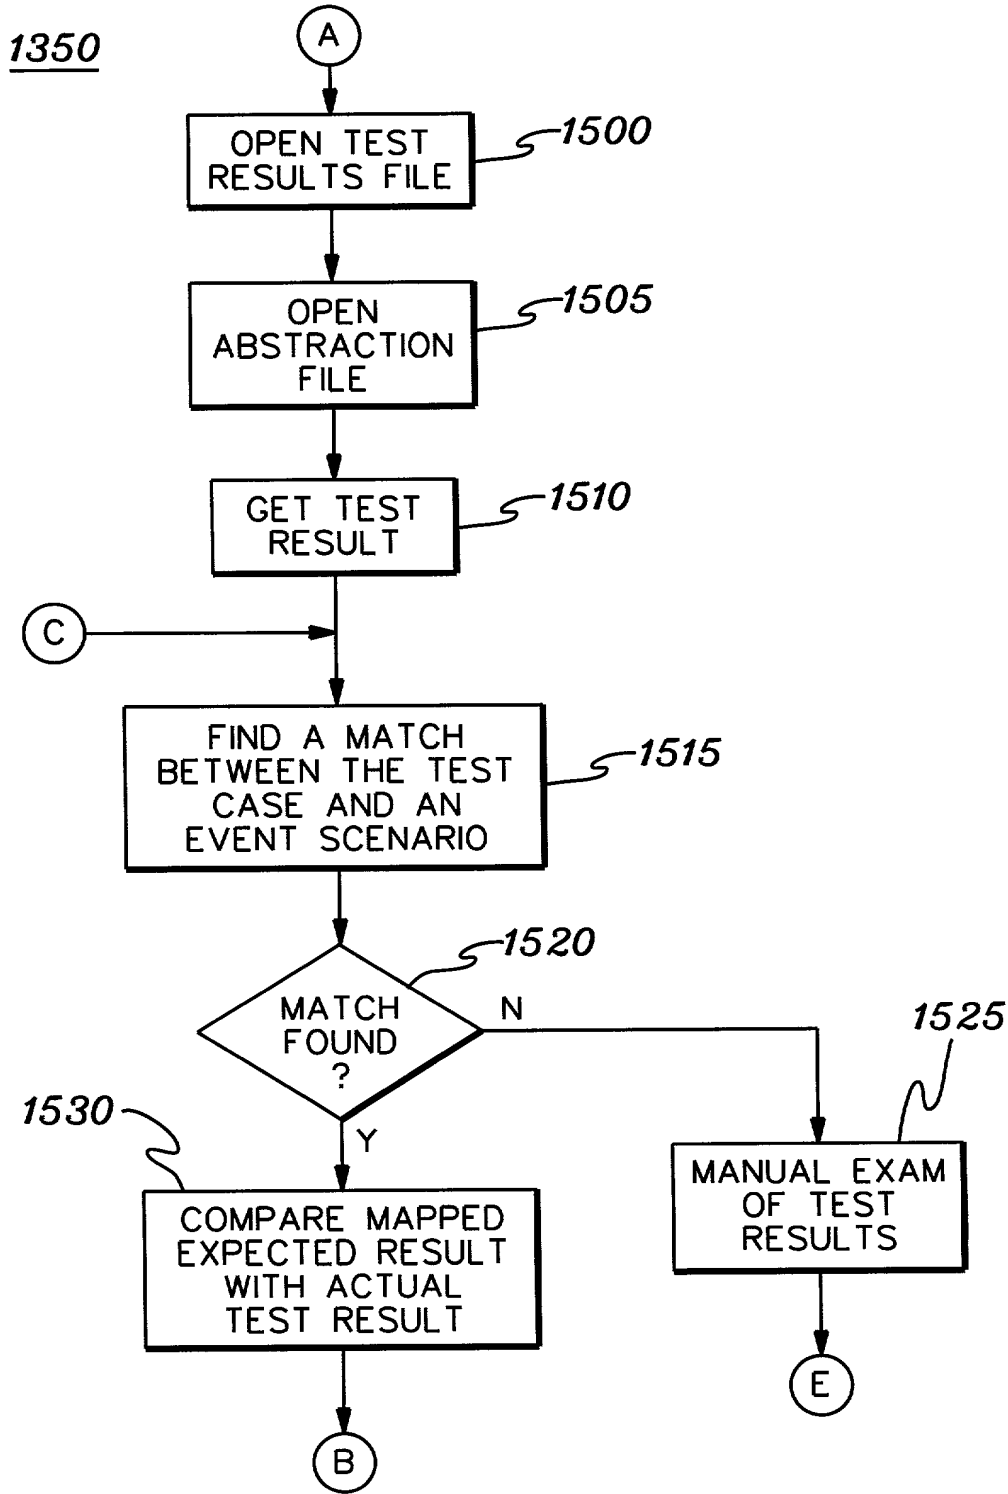 1350
A
OPEN TEST
RESULTS FILE
1500
OPEN
ABSTRACTION
FILE
1505
GET TEST
RESULT
1510
C
FIND A MATCH
BETWEEN THE TEST
CASE AND AN
EVENT SCENARIO
1515
MATCH
FOUND
?
1520
N
Y
1525
MANUAL EXAM
OF TEST
RESULTS
1530
COMPARE MAPPED
EXPECTED RESULT
WITH ACTUAL
TEST RESULT
E
B